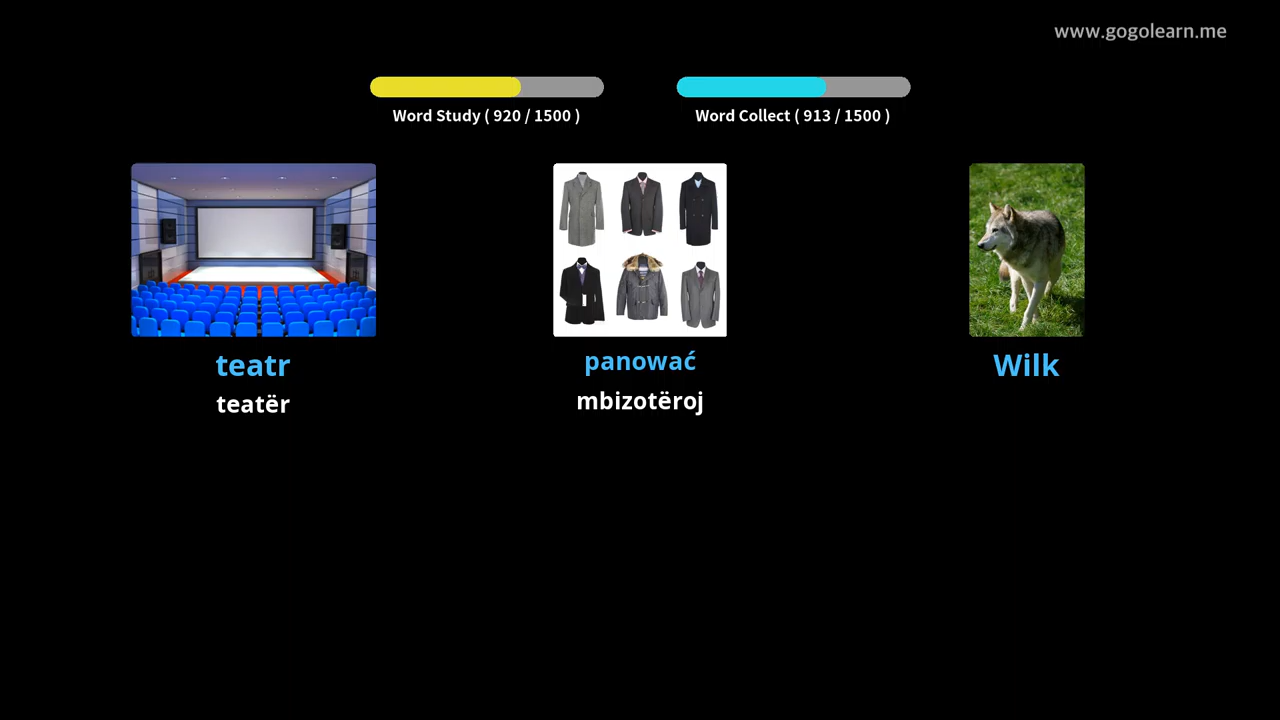 www.gogolearn.me
Word Study ( 920 / 1500 )
Word Collect ( 913 / 1500 )
teatr
teatër
panować
mbizotëroj
Wilk